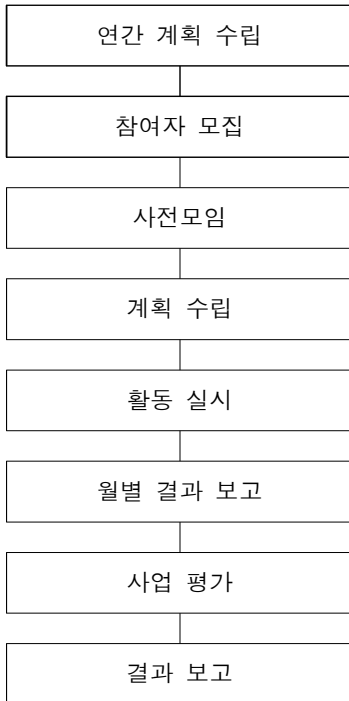 연간 계획 수립
참여자 모집
사전모임
계획 수립
활동 실시
월별 결과 보고
사업 평가
결과 보고